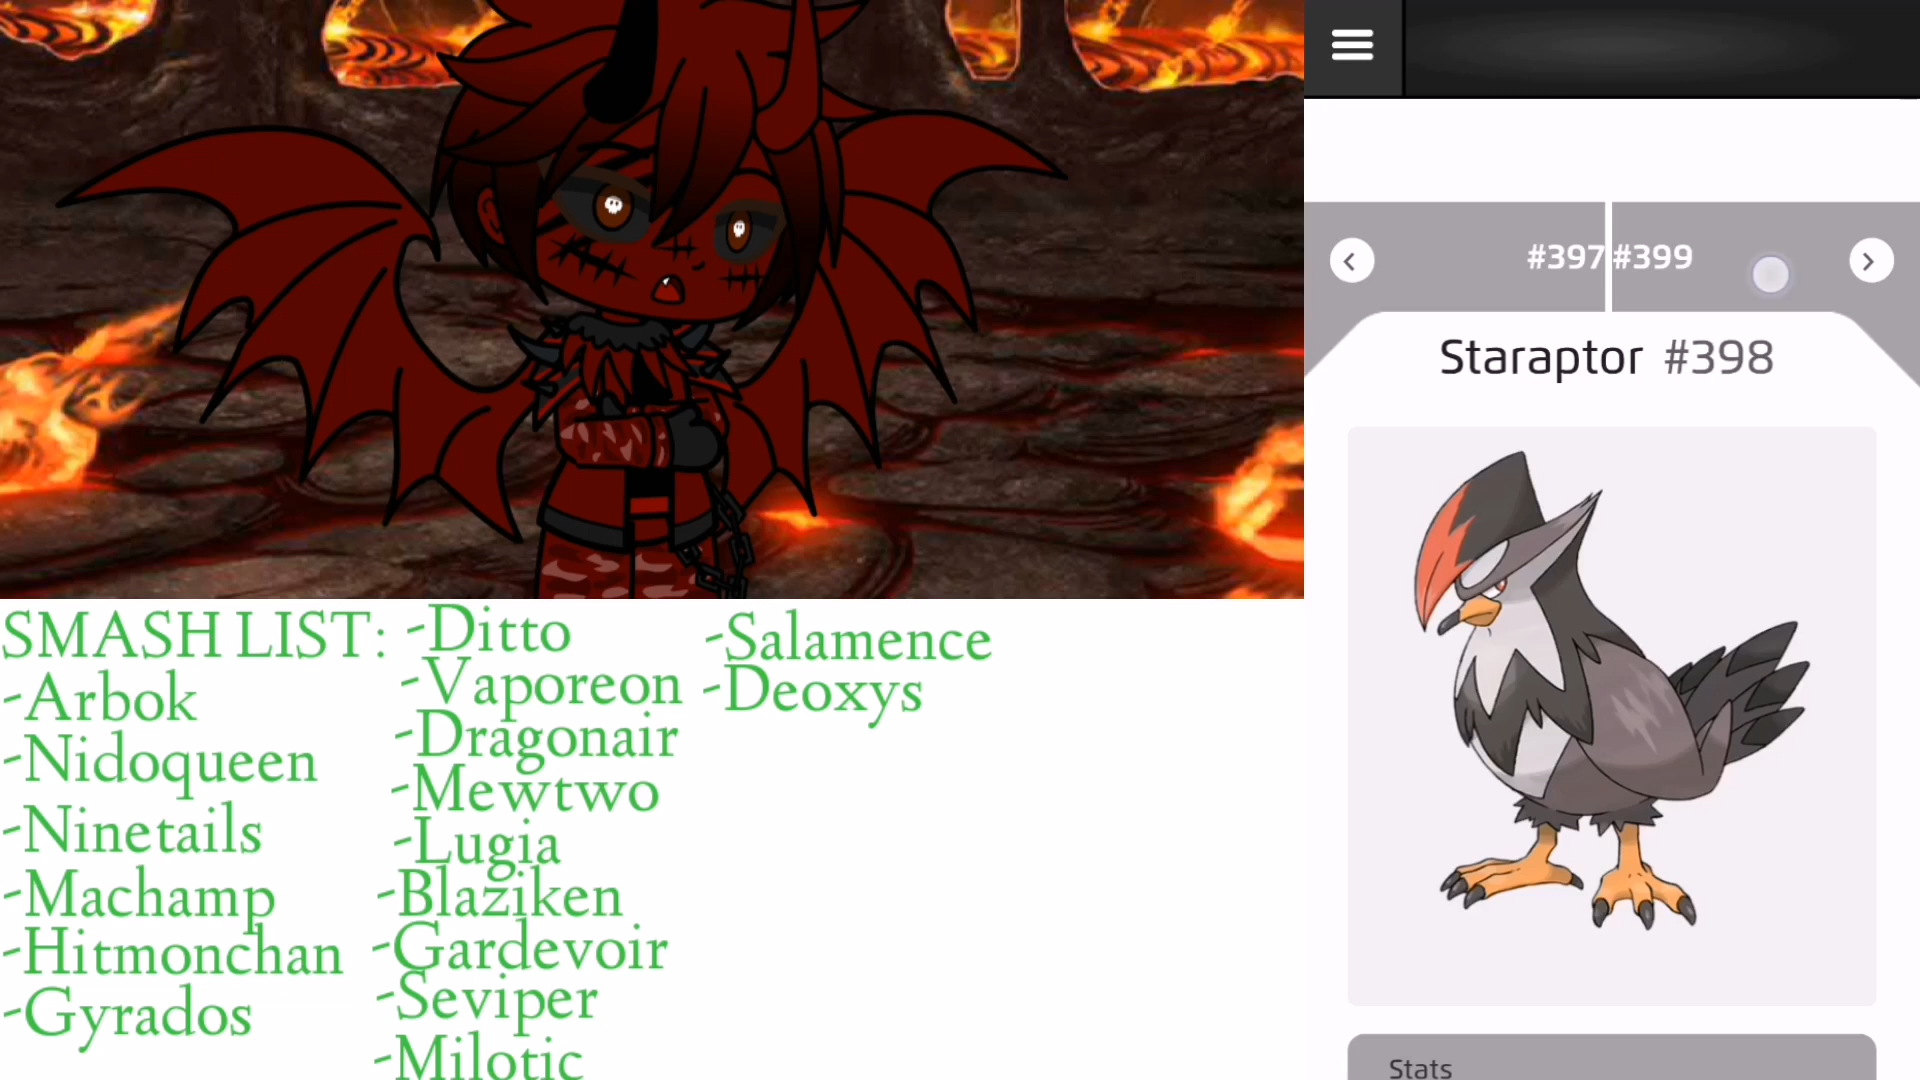 #397 #399
Staraptor #398
SMASH LIST:
-Arbok
-Nidoqueen
-Ninetails
-Machamp
-Hitmonchan
-Gyrados
-Ditto
-Vaporeon
-Dragonair
-Mewtwo
-Lugia
-Blaziken
-Gardevoir
-Seviper
-Milotic
-Salamence
-Deoxys
Stats